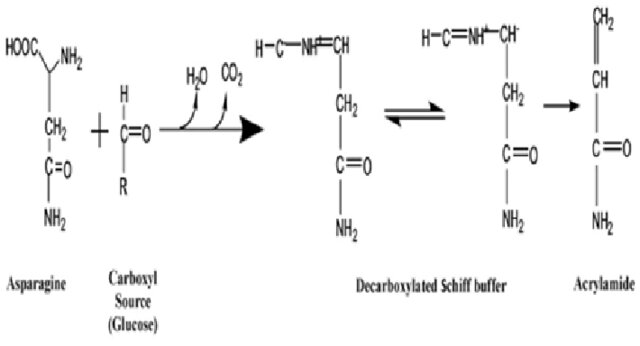 HOOC
NH₂
CH₂
C=O
NH₂
+
H
C=O
R
H₂O
CO₂
H-C-NH⁺=CH
CH₂
C=O
NH₂
H-C=NH⁺-CH⁻
CH₂
C=O
NH₂
CH₂
CH
C=O
NH₂
Asparagine
Carboxyl
Source
(Glucose)
Decarboxylated Schiff buffer
Acrylamide